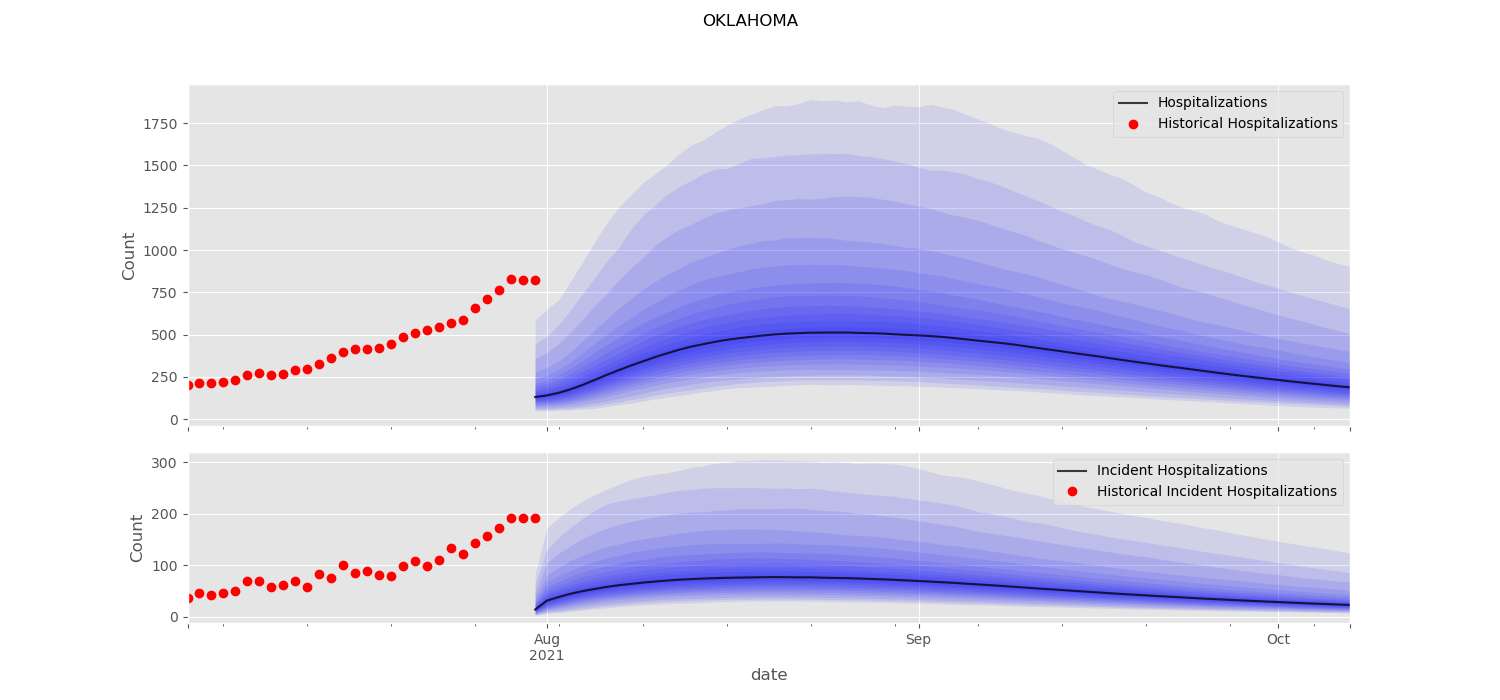 OKLAHOMA
Hospitalizations
Historical Hospitalizations
Count
1750
1500
1250
1000
750
500
250
0
Incident Hospitalizations
Historical Incident Hospitalizations
Count
300
200
100
0
Aug
2021
Sep
Oct
date